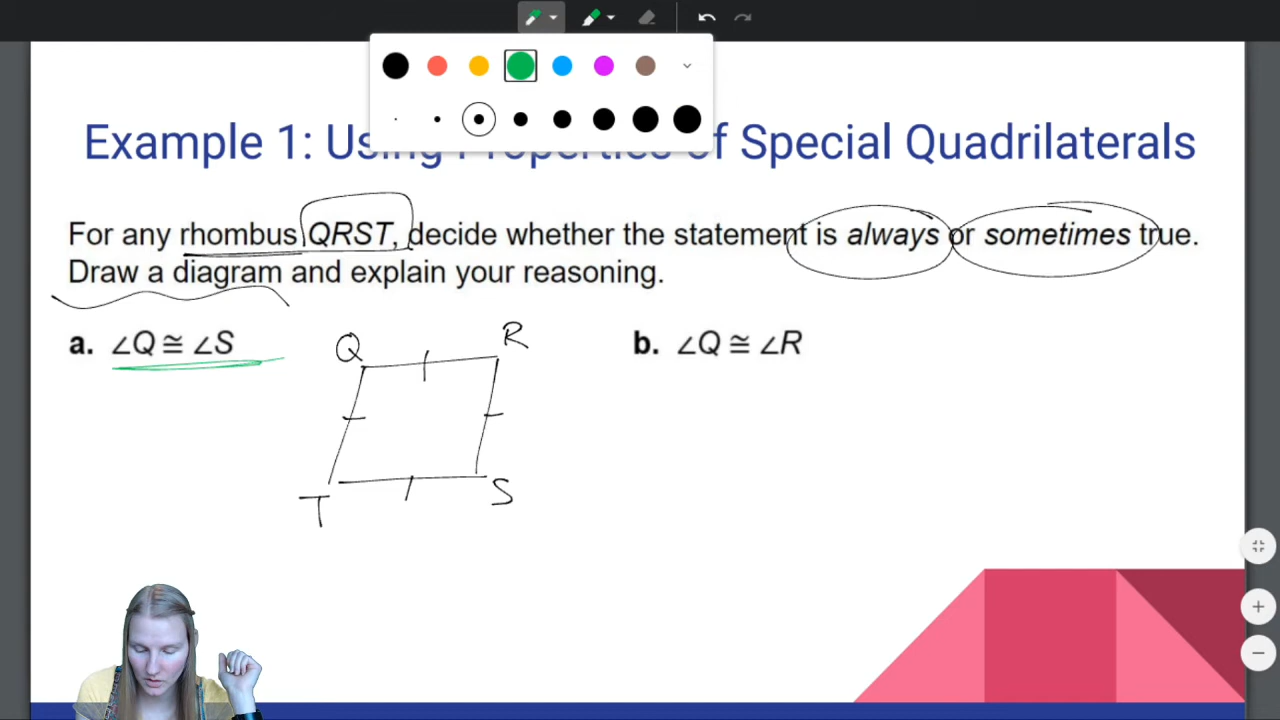 Example 1: Using Properties of Special Quadrilaterals
For any rhombus QRST, decide whether the statement is always or sometimes true.
Draw a diagram and explain your reasoning.
a. ∠Q ≅ ∠S
b. ∠Q ≅ ∠R
Q R
T S